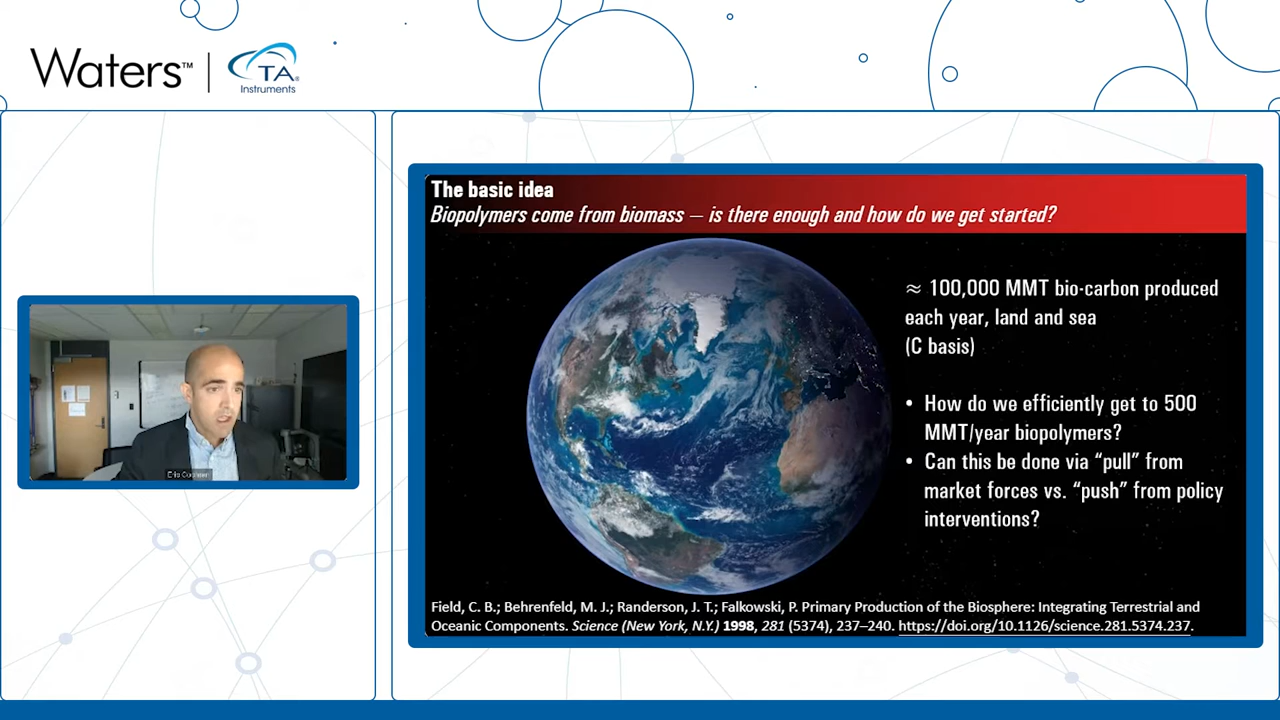 Waters™
TA®
Instruments
The basic idea
Biopolymers come from biomass – is there enough and how do we get started?
≈ 100,000 MMT bio-carbon produced
each year, land and sea
(C basis)
• How do we efficiently get to 500
MMT/year biopolymers?
• Can this be done via “pull” from
market forces vs. “push” from policy
interventions?
Field, C. B.; Behrenfeld, M. J.; Randerson, J. T.; Falkowski, P. Primary Production of the Biosphere: Integrating Terrestrial and
Oceanic Components. Science (New York, N.Y.) 1998, 281 (5374), 237–240. https://doi.org/10.1126/science.281.5374.237.